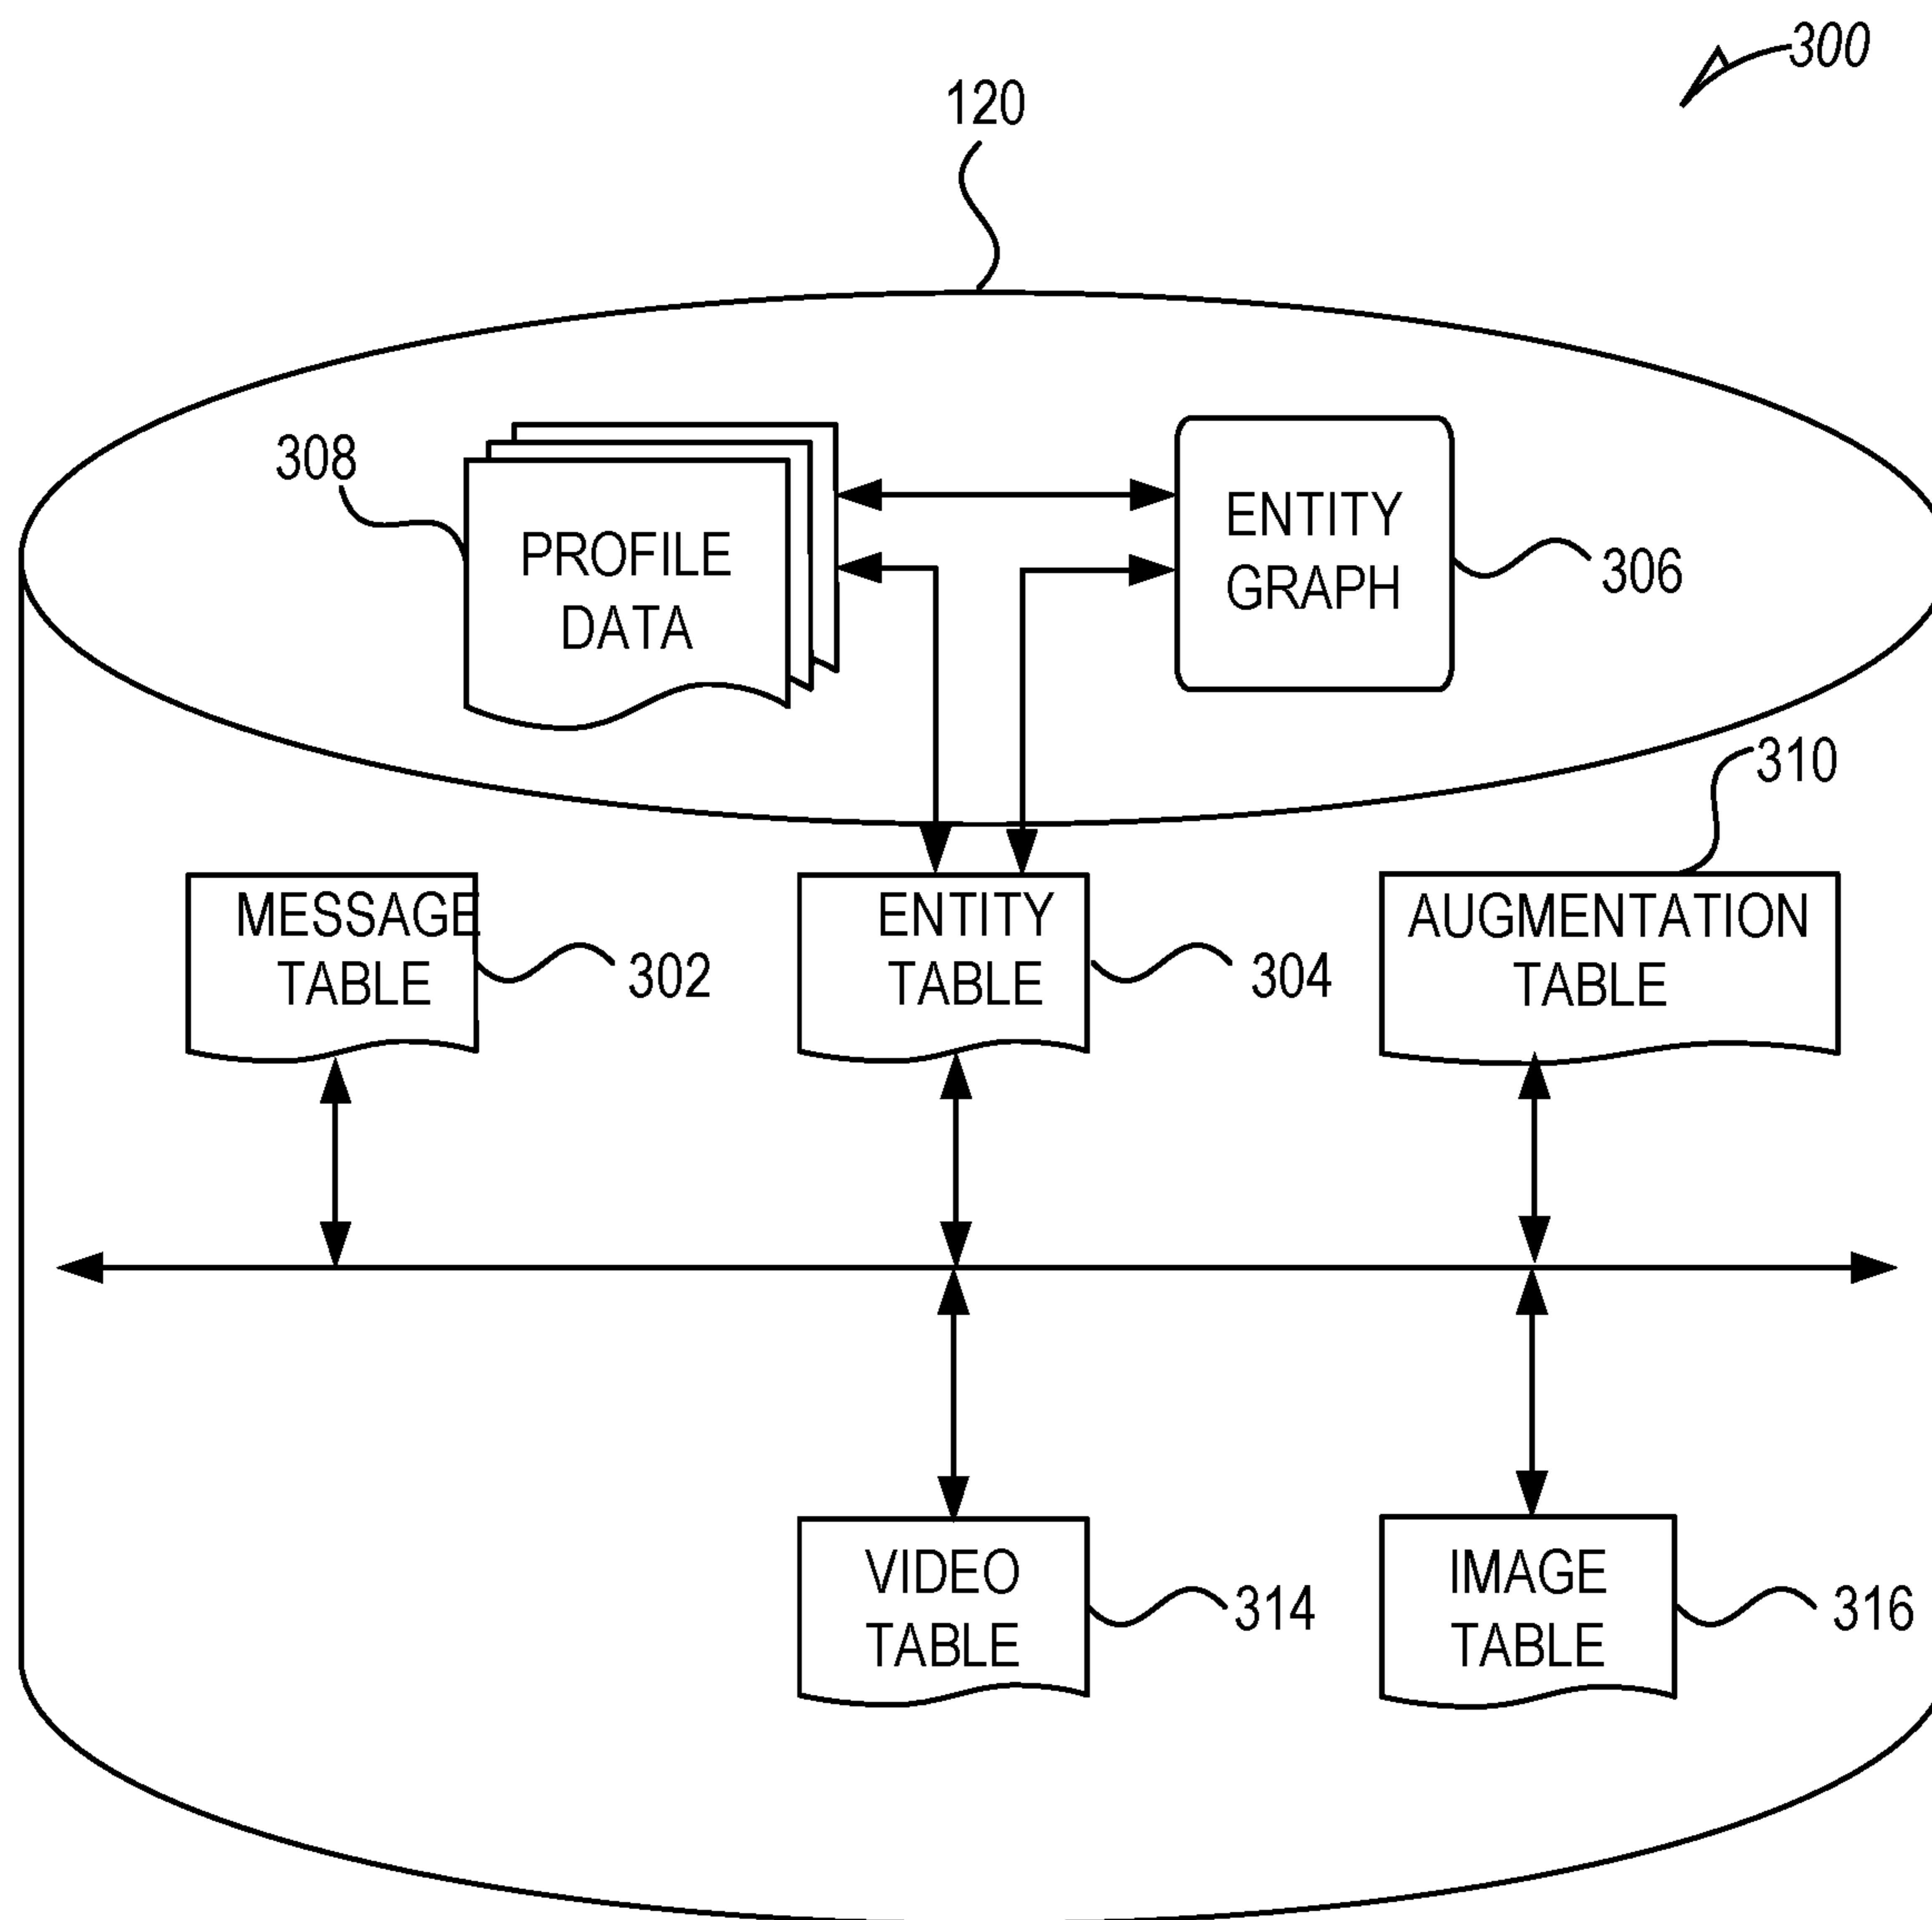 300
120
308
PROFILE
DATA
ENTITY
GRAPH
306
310
MESSAGE
TABLE
302
ENTITY
TABLE
304
AUGMENTATION
TABLE
VIDEO
TABLE
314
IMAGE
TABLE
316